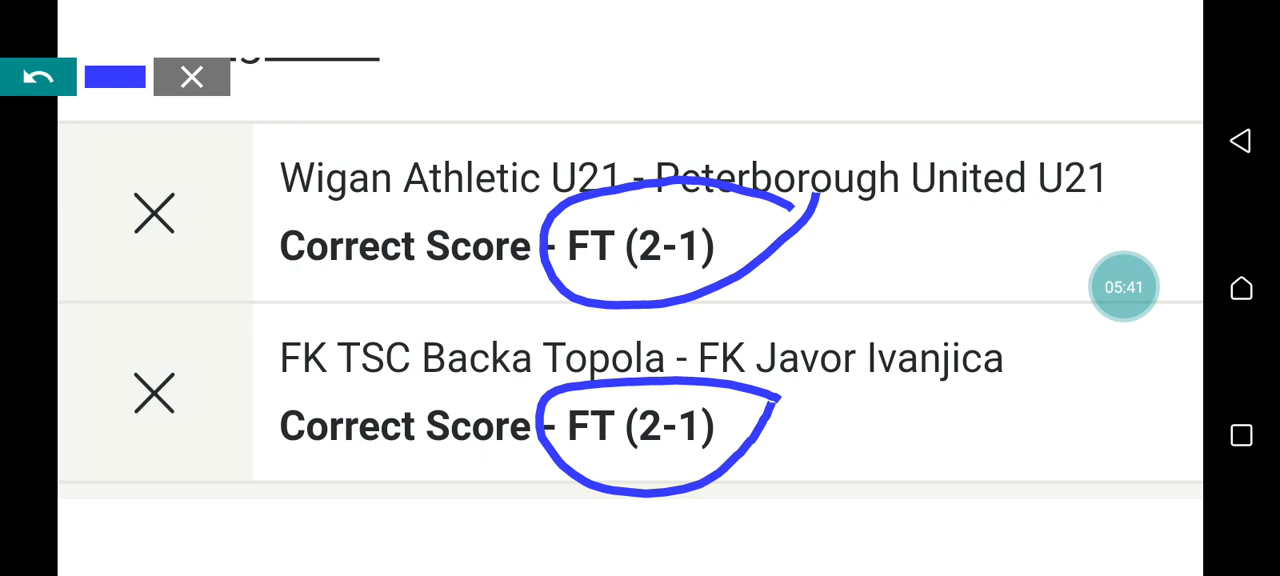 Wigan Athletic U21 - Peterborough United U21
Correct Score - FT (2-1)
05:41
FK TSC Backa Topola - FK Javor Ivanjica
Correct Score - FT (2-1)